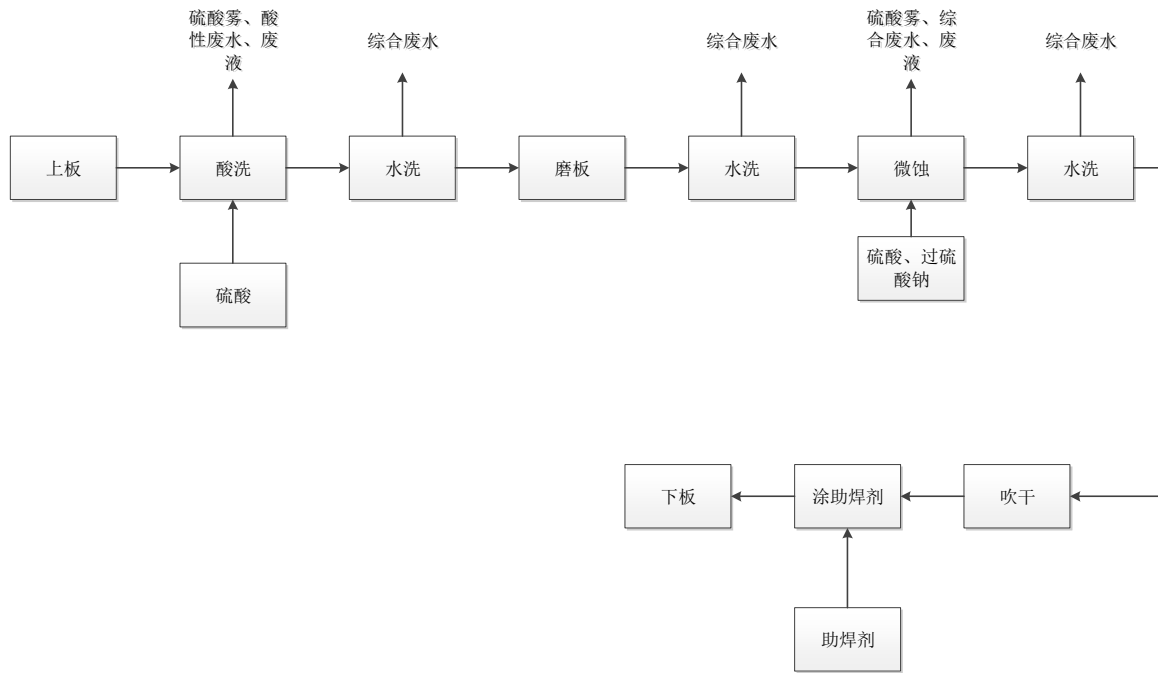 硫酸雾、酸
性废水、废
液
综合废水
综合废水
硫酸雾、综
合废水、废
液
综合废水
上板
酸洗
水洗
磨板
水洗
微蚀
水洗
硫酸
硫酸、过硫
酸钠
下板
涂助焊剂
吹干
助焊剂